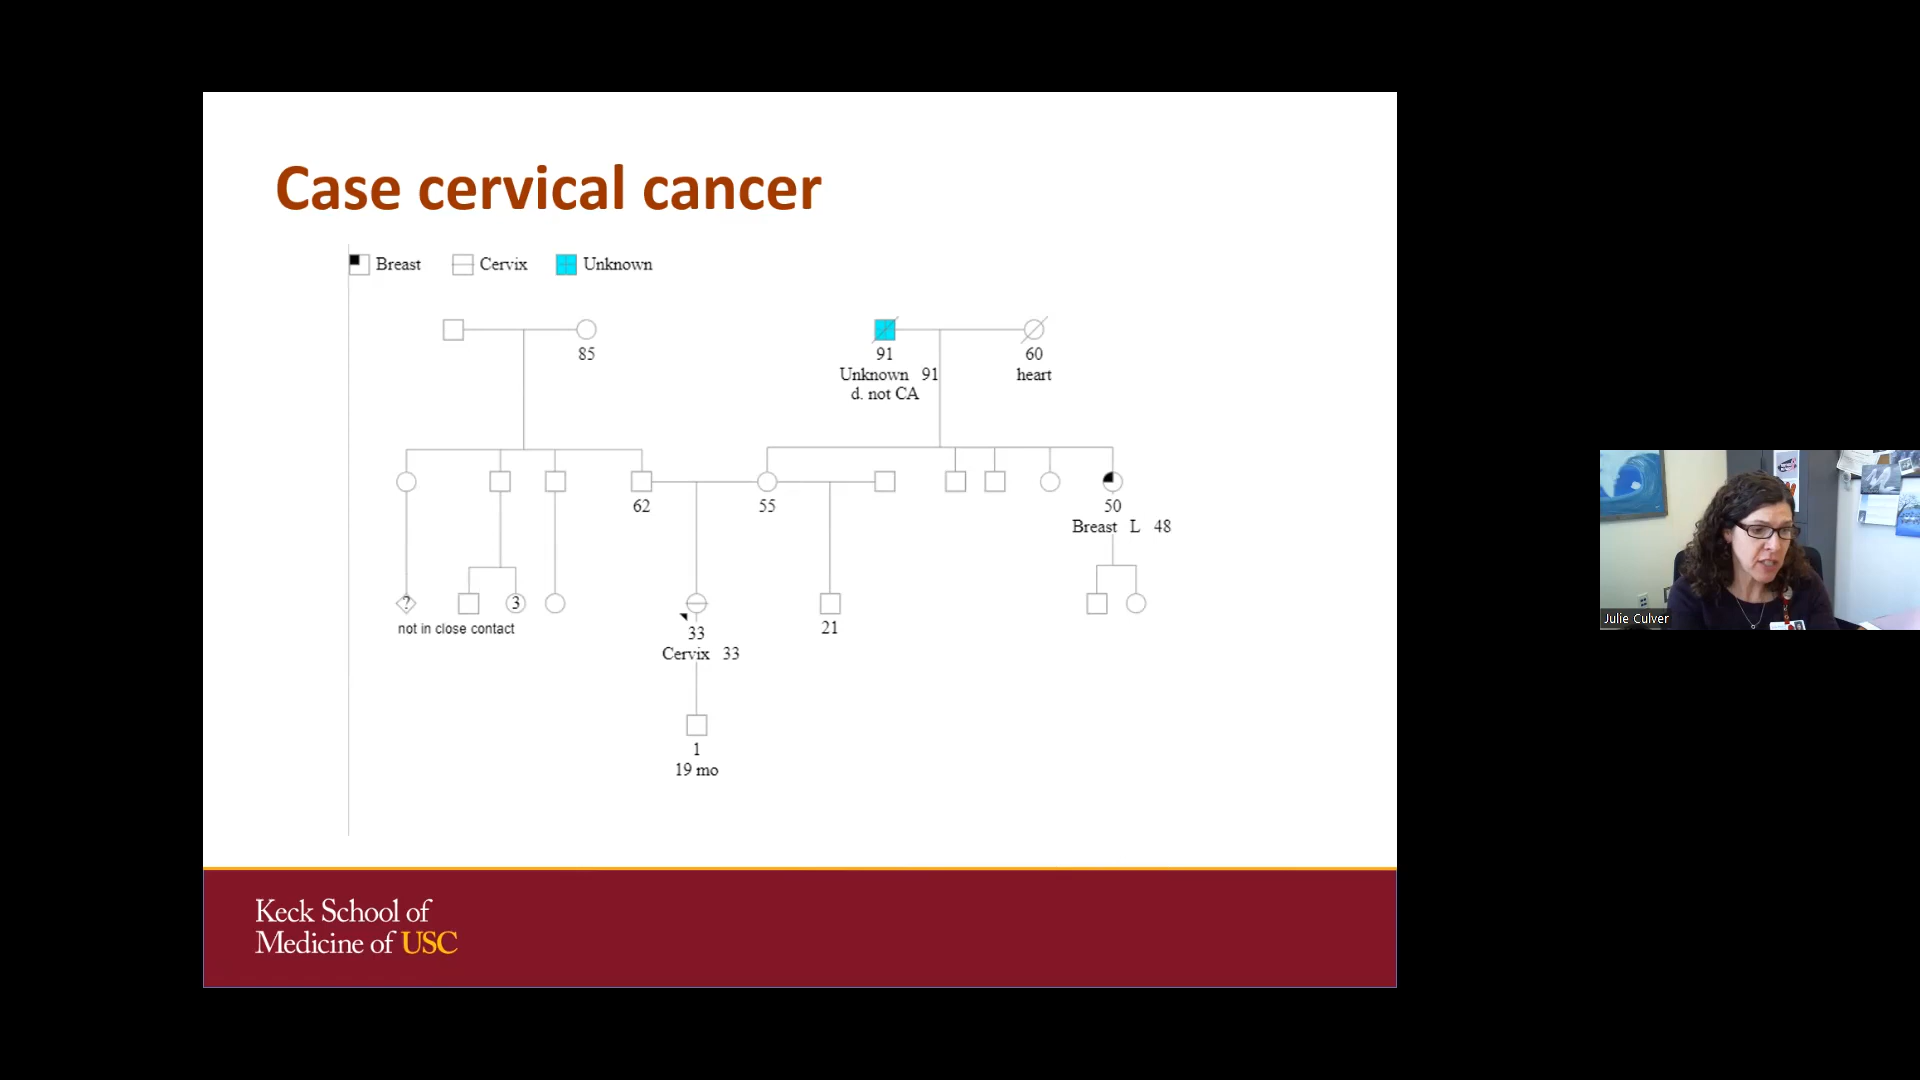 Case cervical cancer
Breast Cervix Unknown
85
91
Unknown 91
d. not CA
60
heart
62
55
50
Breast L 48
?
3
not in close contact
33
Cervix 33
21
1
19 mo
Keck School of
Medicine of USC
Julie Culver